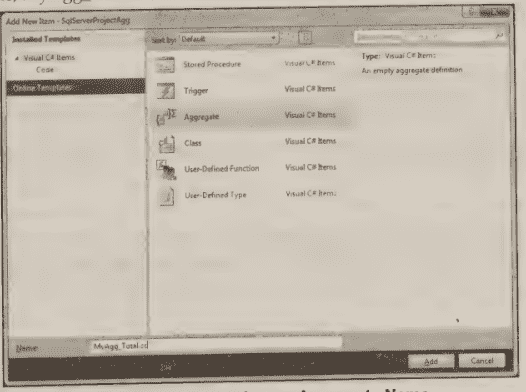 Add New Item - SqlServerProjectAgg
Installed Templates
Visual C# Items
Code
Online Templates
Sort by: Default
Stored Procedure Visual C# Items
Trigger Visual C# Items
Aggregate Visual C# Items
Class Visual C# Items
User-Defined Function Visual C# Items
User-Defined Type Visual C# Items
Type: Visual C# Items
An empty aggregate definition
Name: MyAgg_Total.cs
Add Cancel
Name